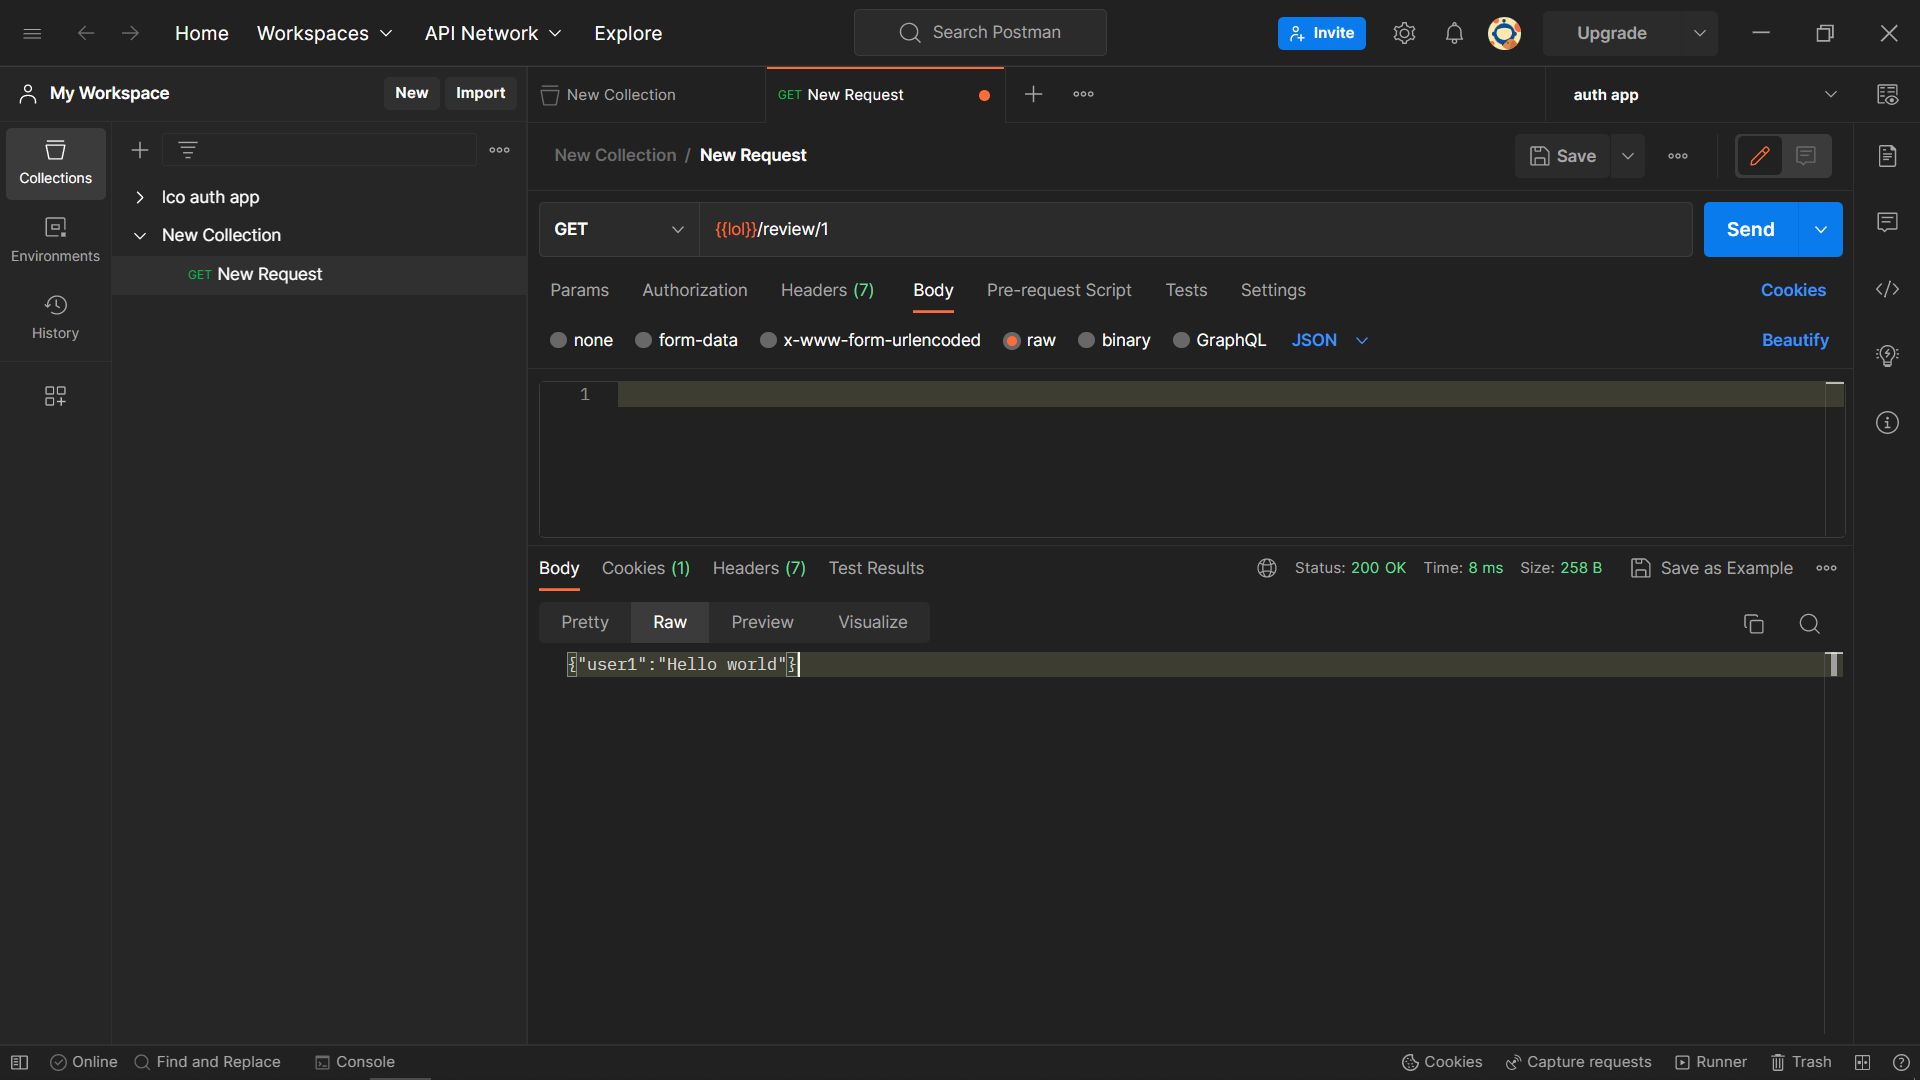 Home Workspaces API Network Explore Search Postman Invite Upgrade
My Workspace New Import New Collection GET New Request auth app
Collections
Environments
History
lco auth app
New Collection
GET New Request
New Collection / New Request Save
GET {{lol}}/review/1 Send
Params Authorization Headers (7) Body Pre-request Script Tests Settings Cookies
none form-data x-www-form-urlencoded raw binary GraphQL JSON Beautify
1
Body Cookies (1) Headers (7) Test Results Status: 200 OK Time: 8 ms Size: 258 B Save as Example
Pretty Raw Preview Visualize
{"user1":"Hello world"}
Online Find and Replace Console Cookies Capture requests Runner Trash